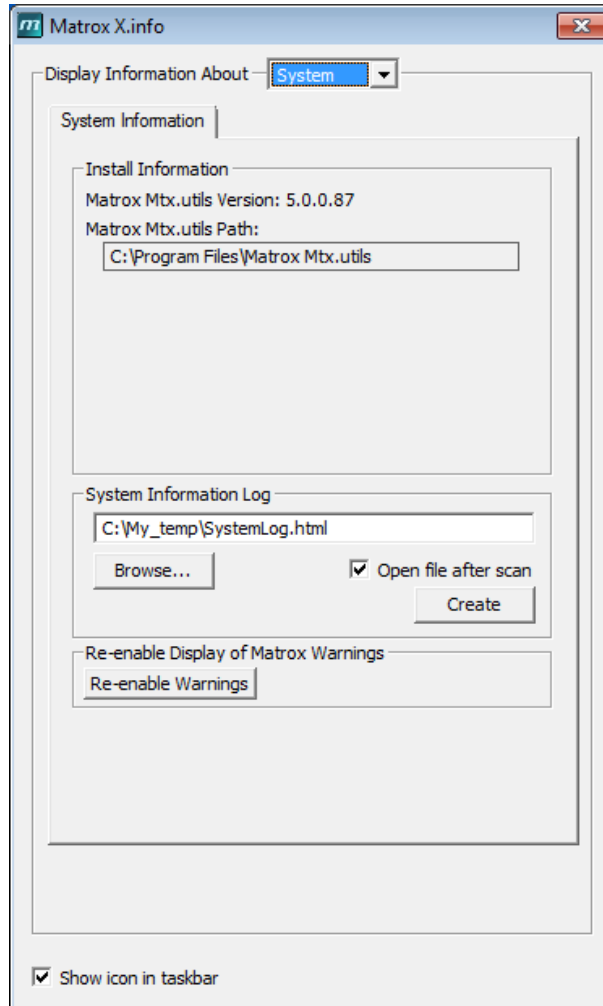 Matrox X.info
Display Information About System
System Information
Install Information
Matrox Mtx.utils Version: 5.0.0.87
Matrox Mtx.utils Path:
C:\Program Files\Matrox Mtx.utils
System Information Log
C:\My_temp\SystemLog.html
Browse... Open file after scan
Create
Re-enable Display of Matrox Warnings
Re-enable Warnings
Show icon in taskbar